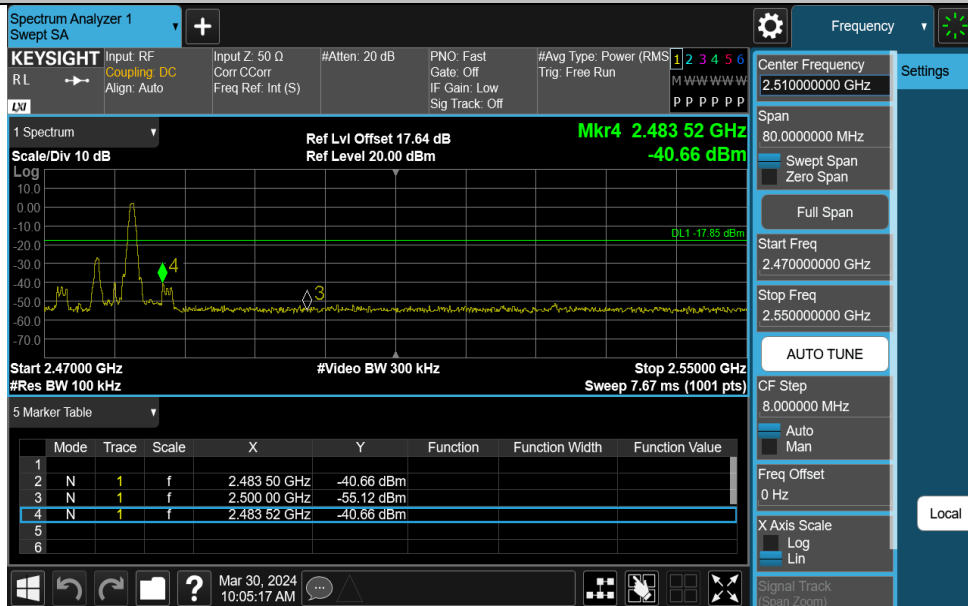 Spectrum Analyzer 1
Swept SA
+
Frequency
KEYSIGHT
RL
LXI
Input: RF
Coupling: DC
Align: Auto
Input Z: 50 Ω
Corr CCorr
Freq Ref: Int (S)
#Atten: 20 dB
PNO: Fast
Gate: Off
IF Gain: Low
Sig Track: Off
#Avg Type: Power (RMS
Trig: Free Run
1 2 3 4 5 6
M W W W W W
P P P P P P
1 Spectrum
Scale/Div 10 dB
Ref Lvl Offset 17.64 dB
Ref Level 20.00 dBm
Mkr4 2.483 52 GHz
-40.66 dBm
Log
10.0
0.00
-10.0
-20.0
-30.0
-40.0
-50.0
-60.0
-70.0
DL1 -17.85 dBm
4
3
Start 2.47000 GHz
#Res BW 100 kHz
#Video BW 300 kHz
Stop 2.55000 GHz
Sweep 7.67 ms (1001 pts)
5 Marker Table
Mode Trace Scale X Y Function Function Width Function Value
1
2 N 1 f 2.483 50 GHz -40.66 dBm
3 N 1 f 2.500 00 GHz -55.12 dBm
4 N 1 f 2.483 52 GHz -40.66 dBm
5
6
?
Mar 30, 2024
10:05:17 AM
Center Frequency
2.510000000 GHz
Span
80.0000000 MHz
Swept Span
Zero Span
Full Span
Start Freq
2.470000000 GHz
Stop Freq
2.550000000 GHz
AUTO TUNE
CF Step
8.000000 MHz
Auto
Man
Freq Offset
0 Hz
X Axis Scale
Log
Lin
Signal Track
(Span Zoom)
Settings
Local